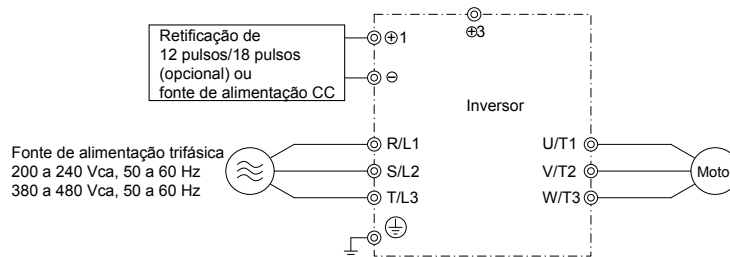 Retificação de
12 pulsos/18 pulsos
(opcional) ou
fonte de alimentação CC
⊕1
⊖
⊕3
Inversor
Fonte de alimentação trifásica
200 a 240 Vca, 50 a 60 Hz
380 a 480 Vca, 50 a 60 Hz
R/L1
S/L2
T/L3
U/T1
V/T2
W/T3
Moto